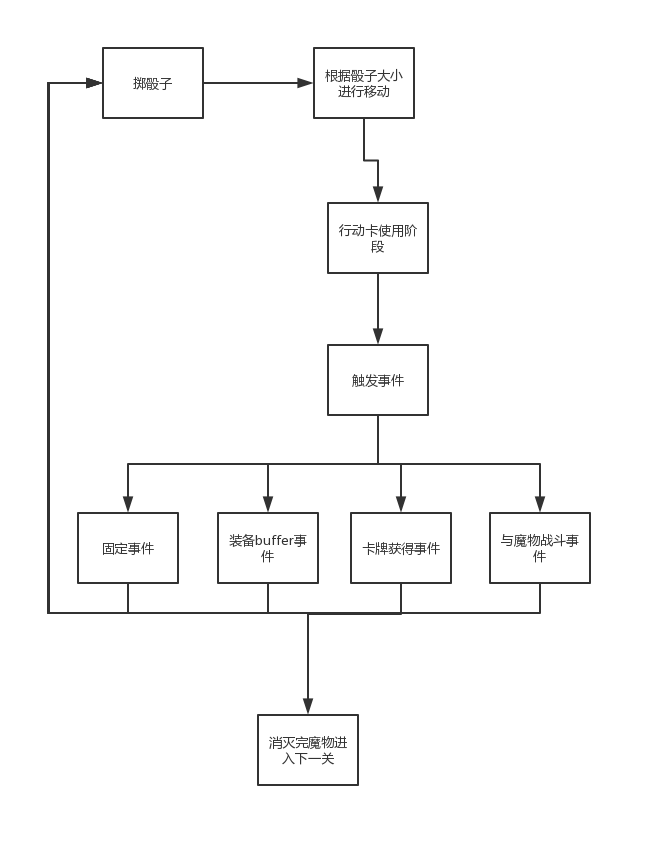 掷骰子
根据骰子大小
进行移动
行动卡使用阶
段
触发事件
固定事件
装备buffer事
件
卡牌获得事件
与魔物战斗事
件
消灭完魔物进
入下一关